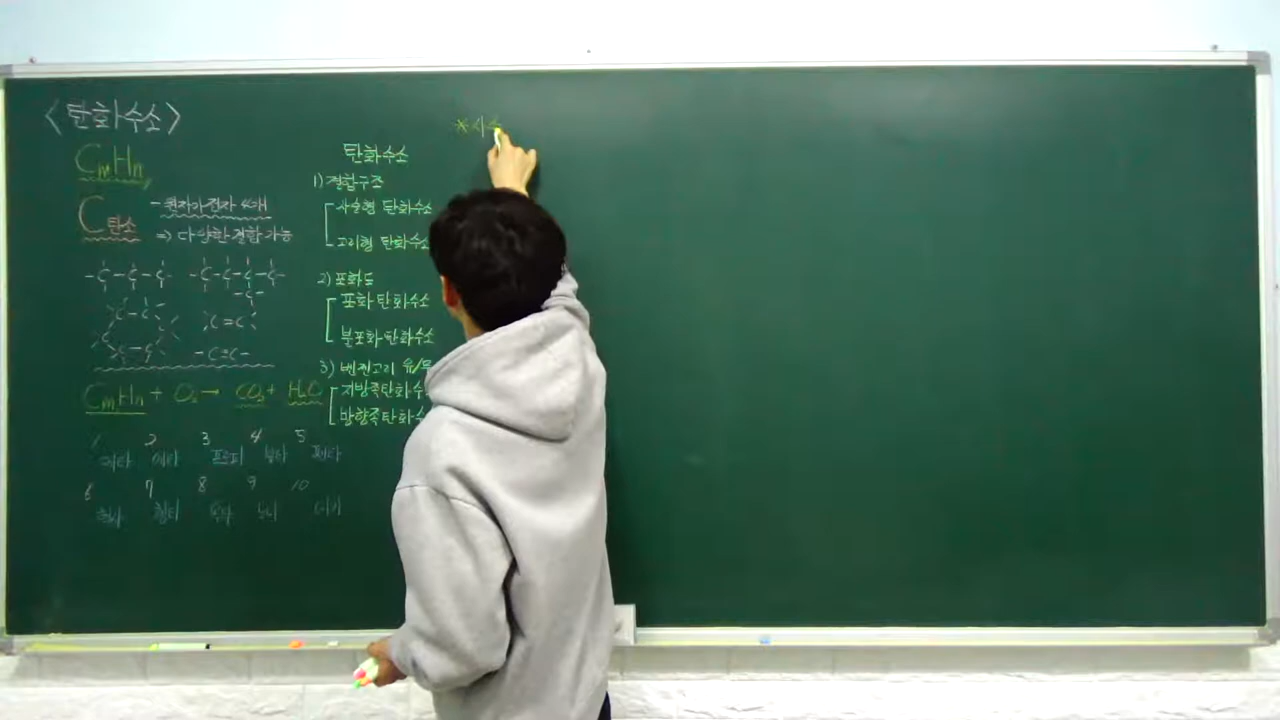 <탄화수소>
CmHn
C 탄소
- 원자가 전자 4개
⇒ 다양한 결합 가능
-C-C-C- -C-C-C-C-
-C-
C-C C=C
C-C -C≡C-
CmHn + O₂ → CO₂ + H₂O
1 2 3 4 5
메타 에타 프로피 부타 펜타
6 7 8 9 10
헥사 헵타 옥타 노나 데카
탄화수소
1) 결합구조
사슬형 탄화수소
고리형 탄화수소
2) 포화도
포화 탄화수소
불포화 탄화수소
3) 벤젠고리 유/무
지방족탄화수
방향족탄화수
*사